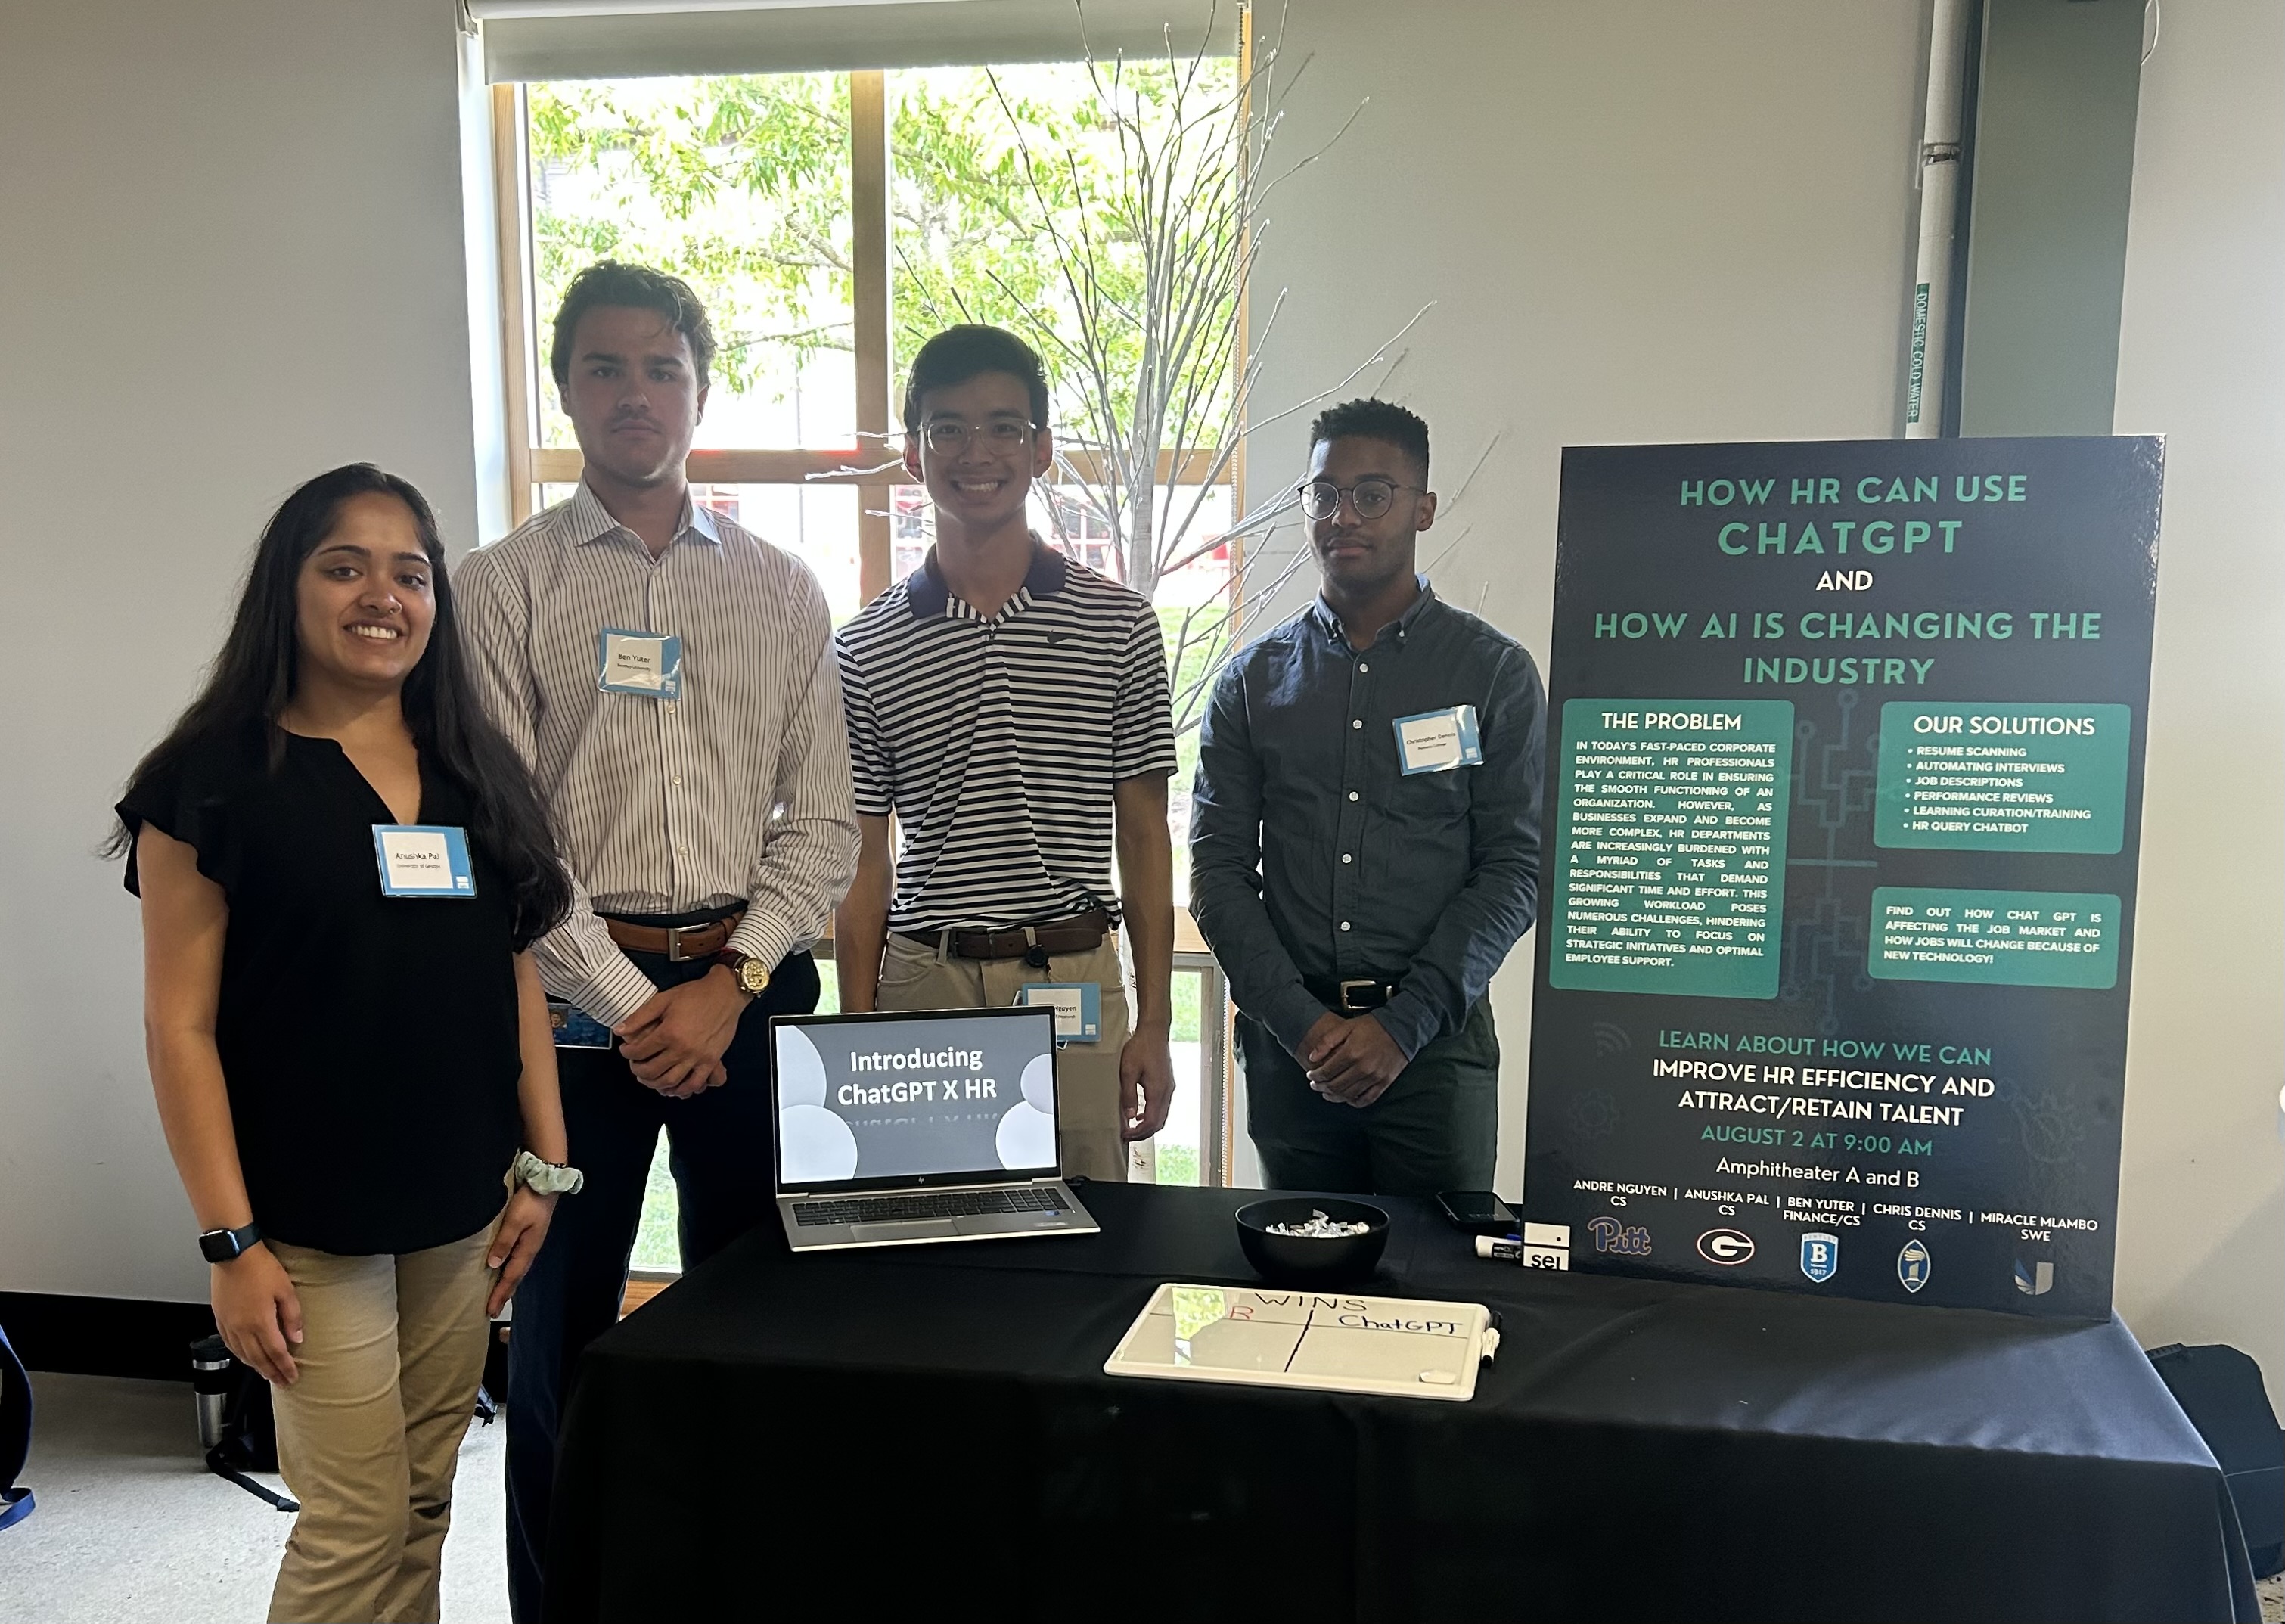 DOMESTIC COLD WATER
Anushka Pal
University of Georgia
Ben Yuter
Bentley University
Nguyen
Christopher Dennis
Introducing
ChatGPT X HR
hp
WINS
R
ChatGPT
sei
HOW HR CAN USE
CHATGPT
AND
HOW AI IS CHANGING THE
INDUSTRY
THE PROBLEM
IN TODAY'S FAST-PACED CORPORATE
ENVIRONMENT, HR PROFESSIONALS
PLAY A CRITICAL ROLE IN ENSURING
THE SMOOTH FUNCTIONING OF AN
ORGANIZATION. HOWEVER, AS
BUSINESSES EXPAND AND BECOME
MORE COMPLEX, HR DEPARTMENTS
ARE INCREASINGLY BURDENED WITH
A MYRIAD OF TASKS AND
RESPONSIBILITIES THAT DEMAND
SIGNIFICANT TIME AND EFFORT. THIS
GROWING WORKLOAD POSES
NUMEROUS CHALLENGES, HINDERING
THEIR ABILITY TO FOCUS ON
STRATEGIC INITIATIVES AND OPTIMAL
EMPLOYEE SUPPORT.
OUR SOLUTIONS
• RESUME SCANNING
• AUTOMATING INTERVIEWS
• JOB DESCRIPTIONS
• PERFORMANCE REVIEWS
• LEARNING CURATION/TRAINING
• HR QUERY CHATBOT
FIND OUT HOW CHAT GPT IS
AFFECTING THE JOB MARKET AND
HOW JOBS WILL CHANGE BECAUSE OF
NEW TECHNOLOGY!
LEARN ABOUT HOW WE CAN
IMPROVE HR EFFICIENCY AND
ATTRACT/RETAIN TALENT
AUGUST 2 AT 9:00 AM
Amphitheater A and B
ANDRE NGUYEN | ANUSHKA PAL | BEN YUTER | CHRIS DENNIS | MIRACLE MLAMBO
CS CS FINANCE/CS CS SWE
Pitt G B 1917 U